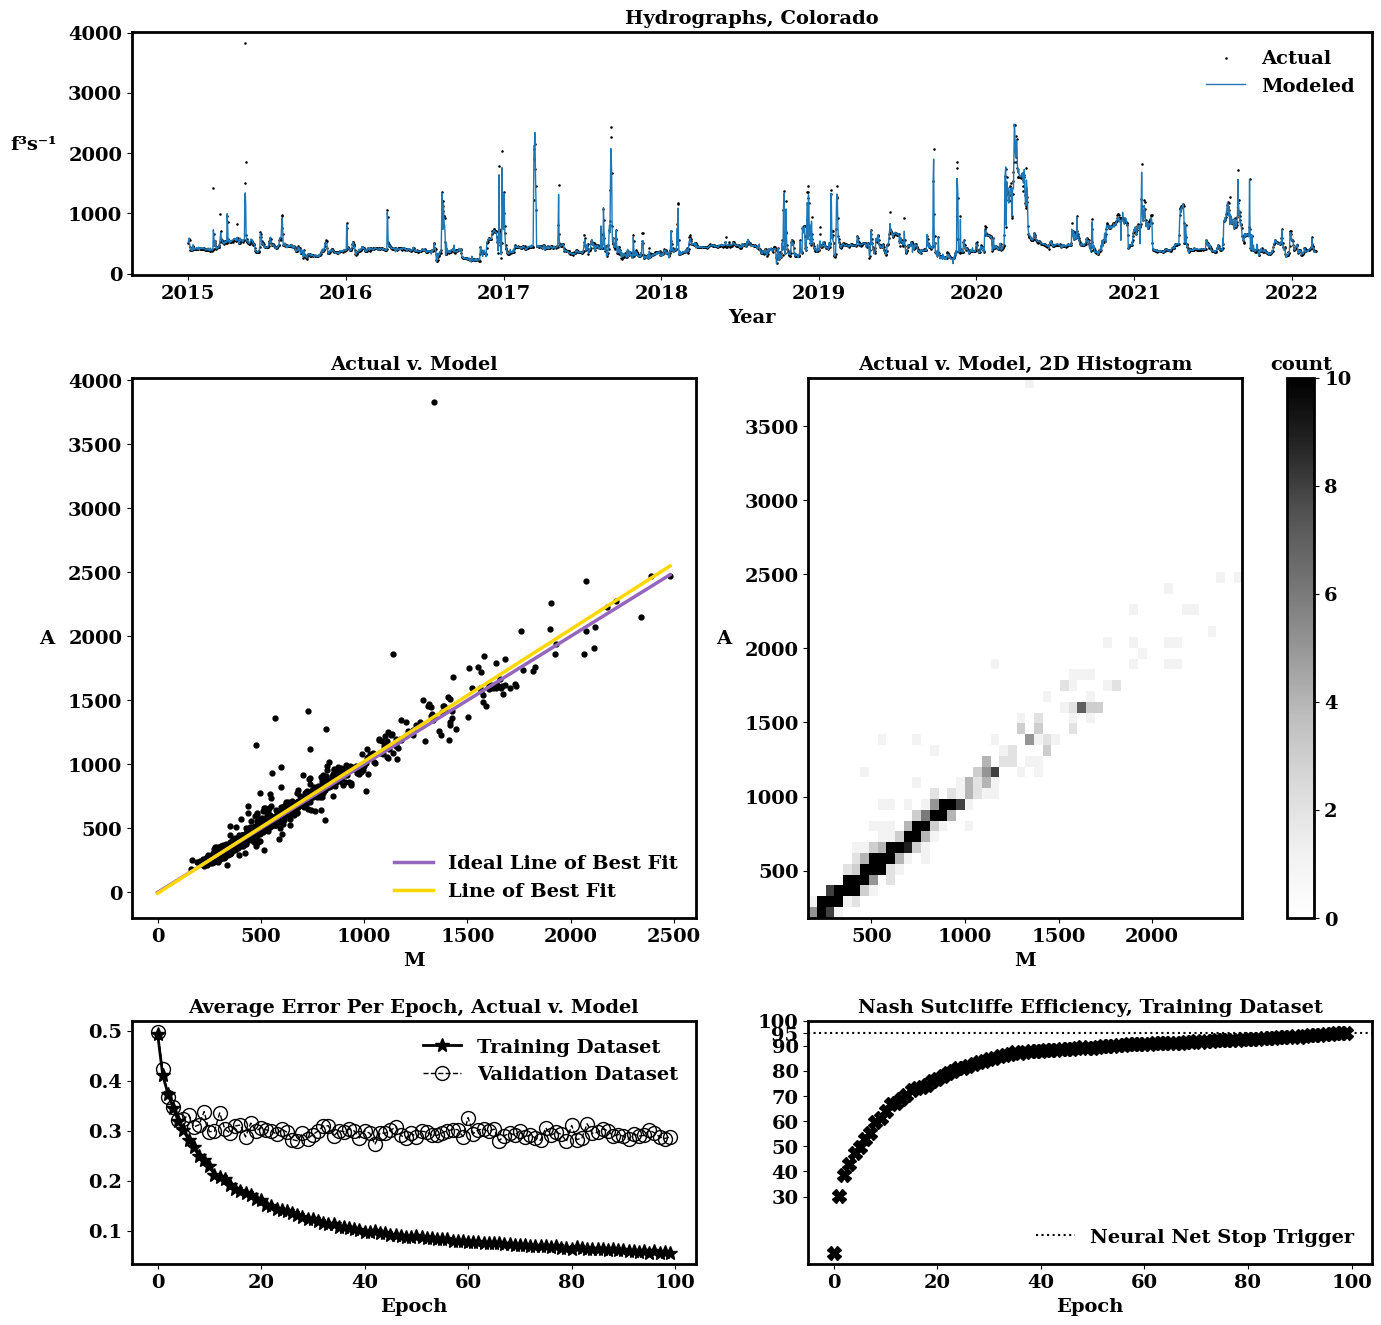 Hydrographs, Colorado
4000
3000
2000
1000
0
f³s⁻¹
Actual
Modeled
2015 2016 2017 2018 2019 2020 2021 2022
Year
Actual v. Model
4000
3500
3000
2500
2000
1500
1000
500
0
A
Ideal Line of Best Fit
Line of Best Fit
0 500 1000 1500 2000 2500
M
Actual v. Model, 2D Histogram
3500
3000
2500
2000
1500
1000
500
A
500 1000 1500 2000
M
count
10
8
6
4
2
0
Average Error Per Epoch, Actual v. Model
0.5
0.4
0.3
0.2
0.1
Training Dataset
Validation Dataset
0 20 40 60 80 100
Epoch
Nash Sutcliffe Efficiency, Training Dataset
100
95
90
80
70
60
50
40
30
Neural Net Stop Trigger
0 20 40 60 80 100
Epoch